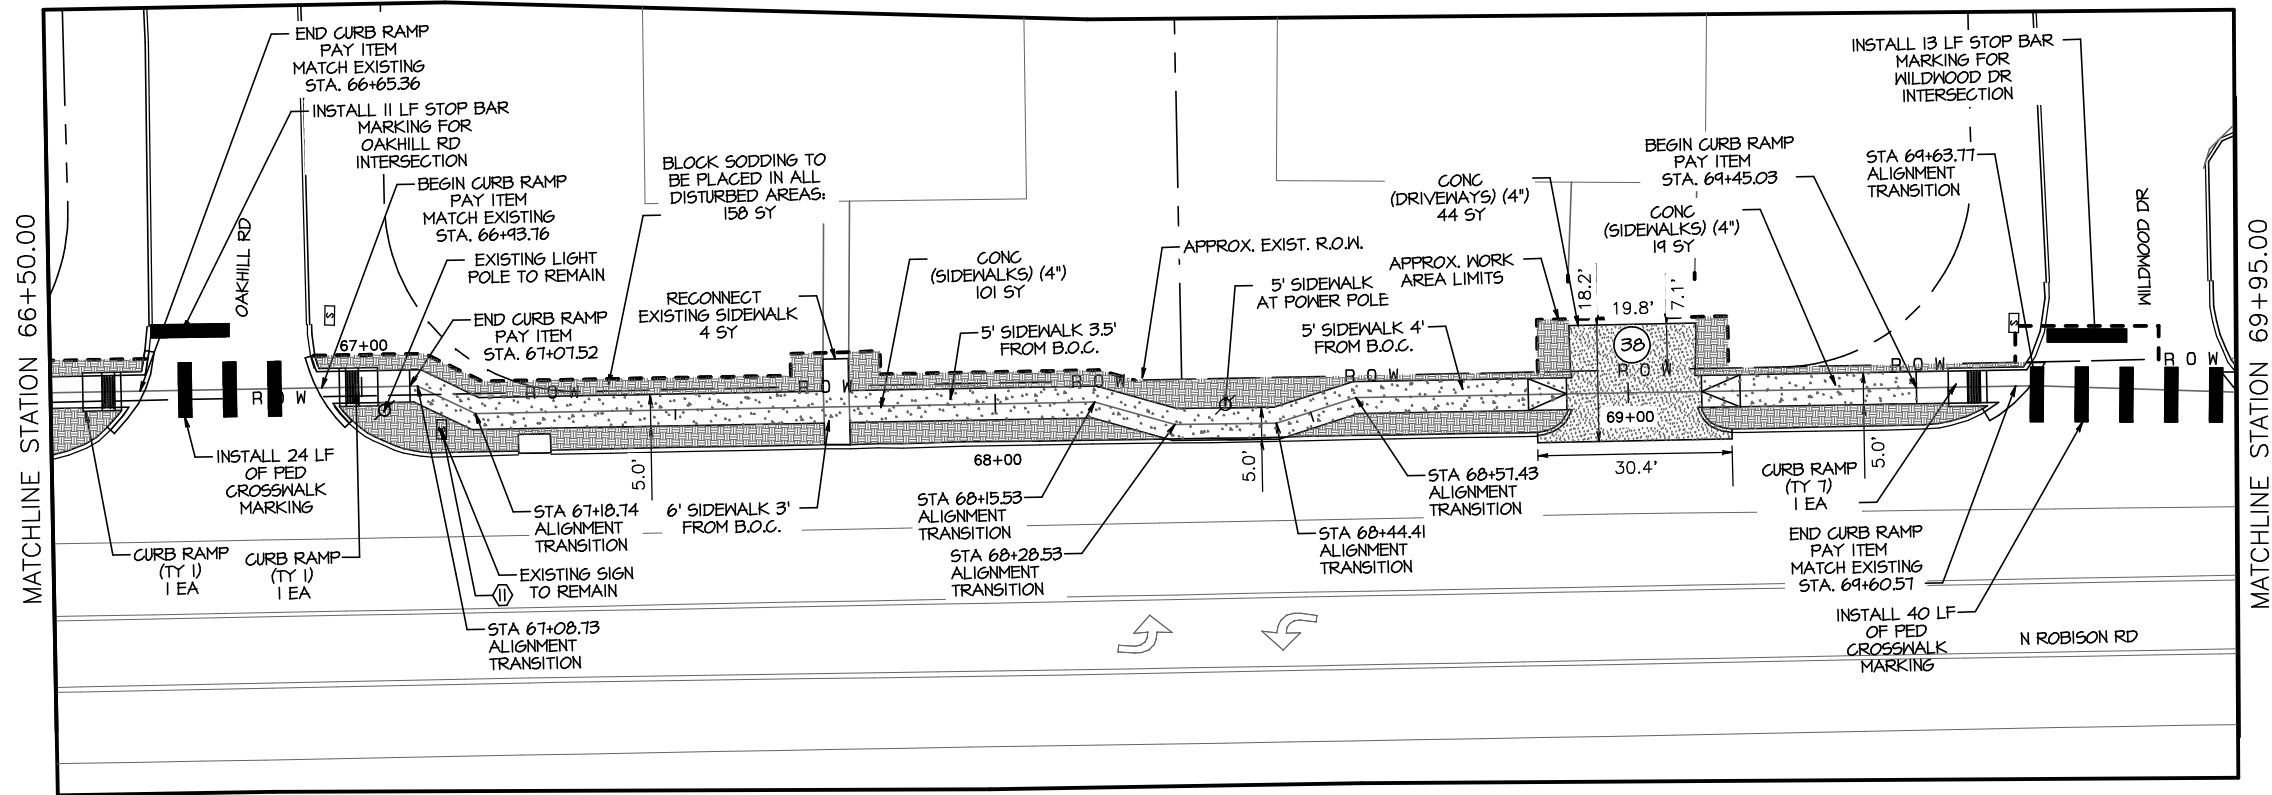 END CURB RAMP
PAY ITEM
MATCH EXISTING
STA. 66+65.36
INSTALL 11 LF STOP BAR
MARKING FOR
OAKHILL RD
INTERSECTION
BEGIN CURB RAMP
PAY ITEM
MATCH EXISTING
STA. 66+93.76
EXISTING LIGHT
POLE TO REMAIN
END CURB RAMP
PAY ITEM
STA. 67+07.52
BLOCK SODDING TO
BE PLACED IN ALL
DISTURBED AREAS:
158 SY
RECONNECT
EXISTING SIDEWALK
4 SY
CONC
(SIDEWALKS) (4")
101 SY
5' SIDEWALK 3.5'
FROM B.O.C.
APPROX. EXIST. R.O.W.
5' SIDEWALK
AT POWER POLE
CONC
(DRIVEWAYS) (4")
44 SY
APPROX. WORK
AREA LIMITS
5' SIDEWALK 4'
FROM B.O.C.
BEGIN CURB RAMP
PAY ITEM
STA. 69+45.03
CONC
(SIDEWALKS) (4")
19 SY
INSTALL 13 LF STOP BAR
MARKING FOR
WILDWOOD DR
INTERSECTION
STA 69+63.77
ALIGNMENT
TRANSITION
OAKHILL RD
WILDWOOD DR
MATCHLINE STATION 66+50.00
MATCHLINE STATION 69+95.00
S
S
67+00
18.2'
19.8'
7.1'
38
ROW
ROW
ROW
ROW
ROW
ROW
ROW
ROW
69+00
68+00
30.4'
5.0'
5.0'
5.0'
INSTALL 24 LF
OF PED
CROSSWALK
MARKING
CURB RAMP
(TY 1)
1 EA
CURB RAMP
(TY 1)
1 EA
STA 67+18.74
ALIGNMENT
TRANSITION
6' SIDEWALK 3'
FROM B.O.C.
EXISTING SIGN
TO REMAIN
11
STA 67+08.73
ALIGNMENT
TRANSITION
STA 68+15.53
ALIGNMENT
TRANSITION
STA 68+28.53
ALIGNMENT
TRANSITION
STA 68+44.41
ALIGNMENT
TRANSITION
STA 68+57.43
ALIGNMENT
TRANSITION
CURB RAMP
(TY 7)
1 EA
END CURB RAMP
PAY ITEM
MATCH EXISTING
STA. 69+60.57
INSTALL 40 LF
OF PED
CROSSWALK
MARKING
N ROBISON RD